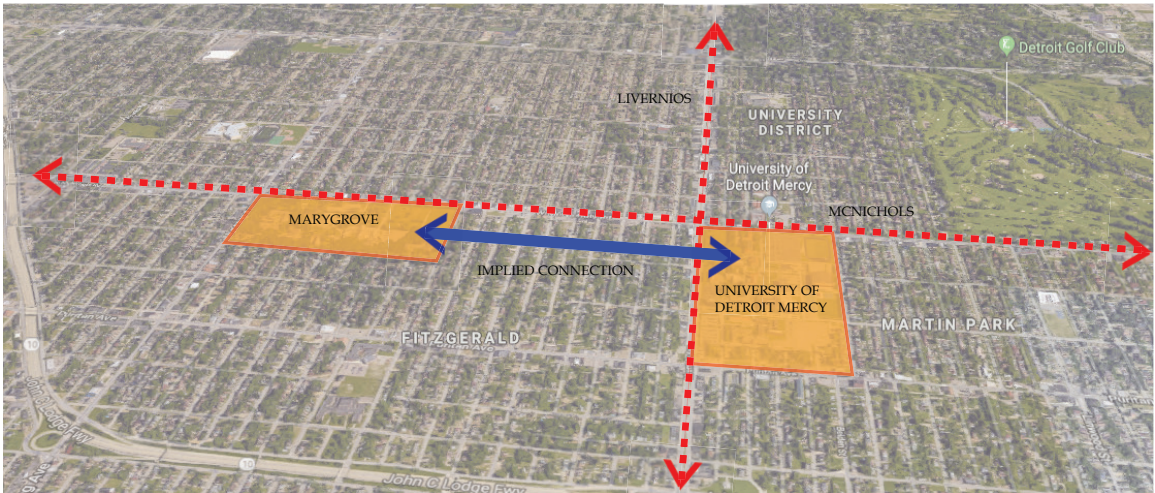 Detroit Golf Club
LIVERNIOS
UNIVERSITY
DISTRICT
University of
Detroit Mercy
MARYGROVE
MCNICHOLS
IMPLIED CONNECTION
UNIVERSITY OF
DETROIT MERCY
MARTIN PARK
FITZGERALD
10
John C Lodge Fwy
10
John C Lodge Fwy